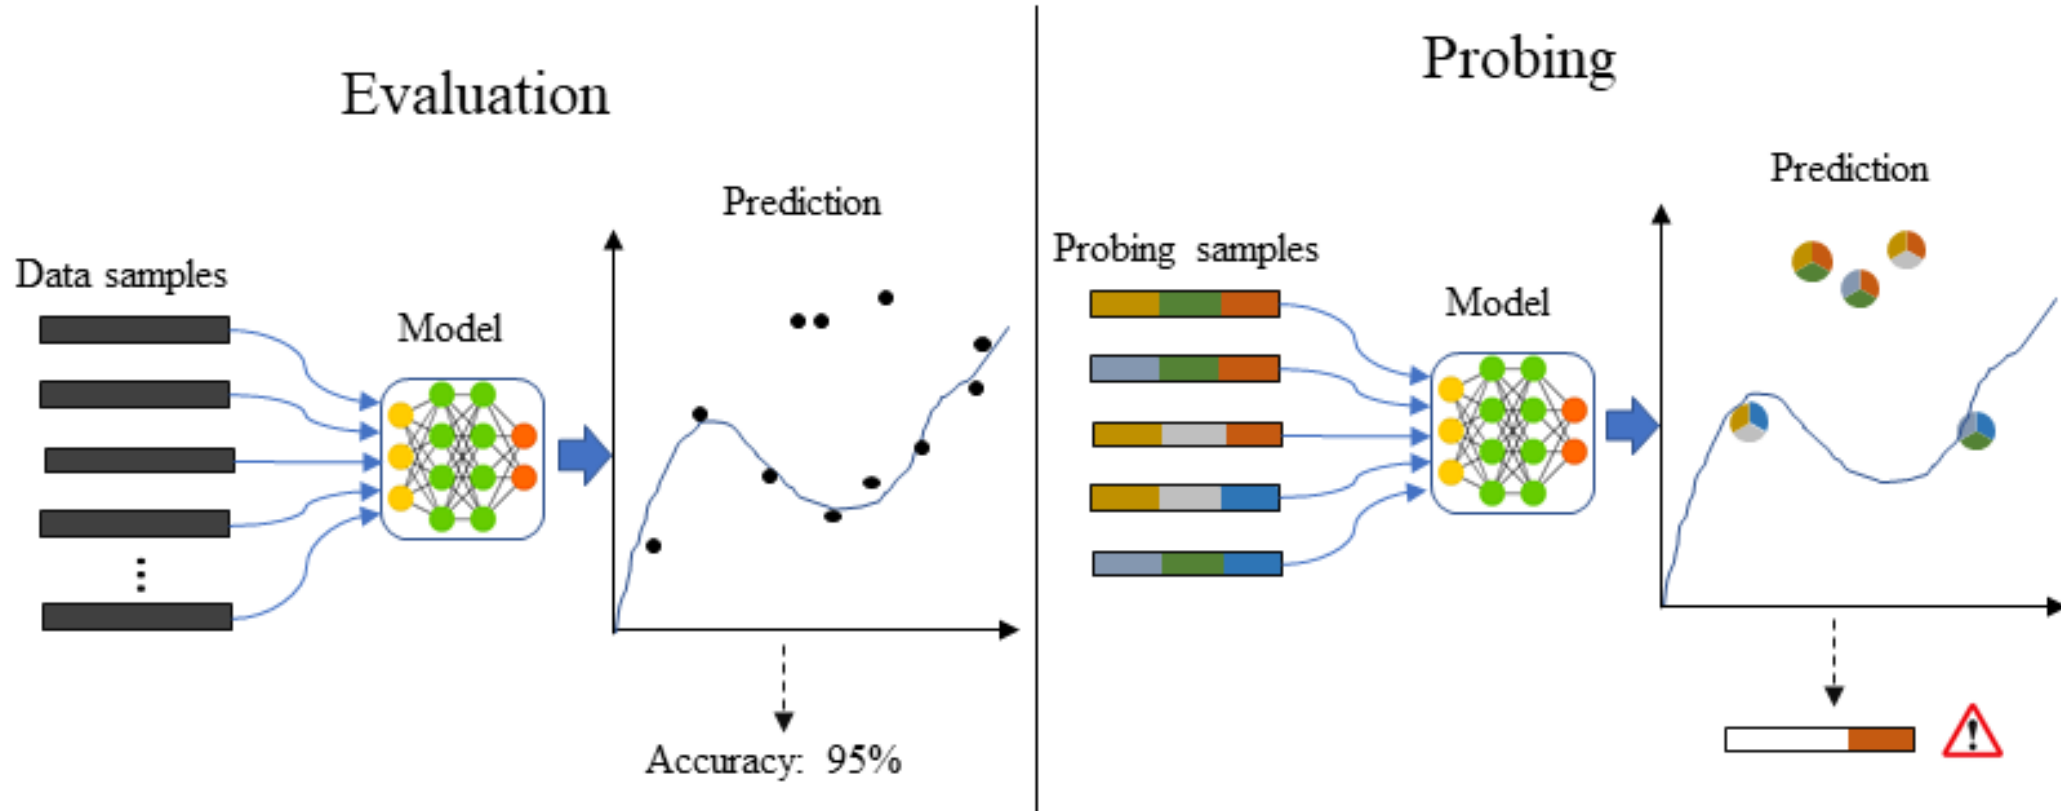 Evaluation
Data samples
Model
Prediction
Accuracy: 95%
Probing
Probing samples
Model
Prediction
!